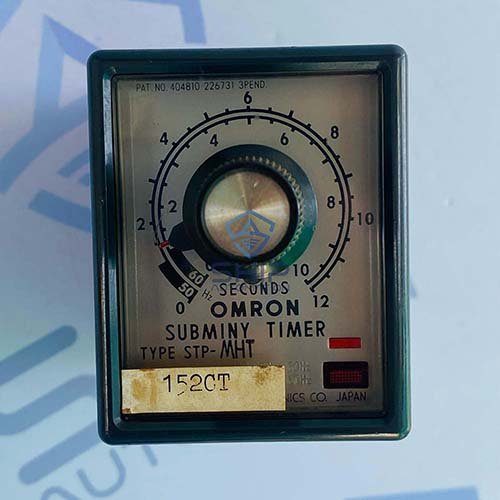 PAT. NO. 404810 226731 3PEND.
6
4 8
4 6
2 2 8 10
60 10
50 Hz
SECONDS
0 12
OMRON
SUBMINY TIMER
TYPE STP-MHT
152CT
CO. JAPAN